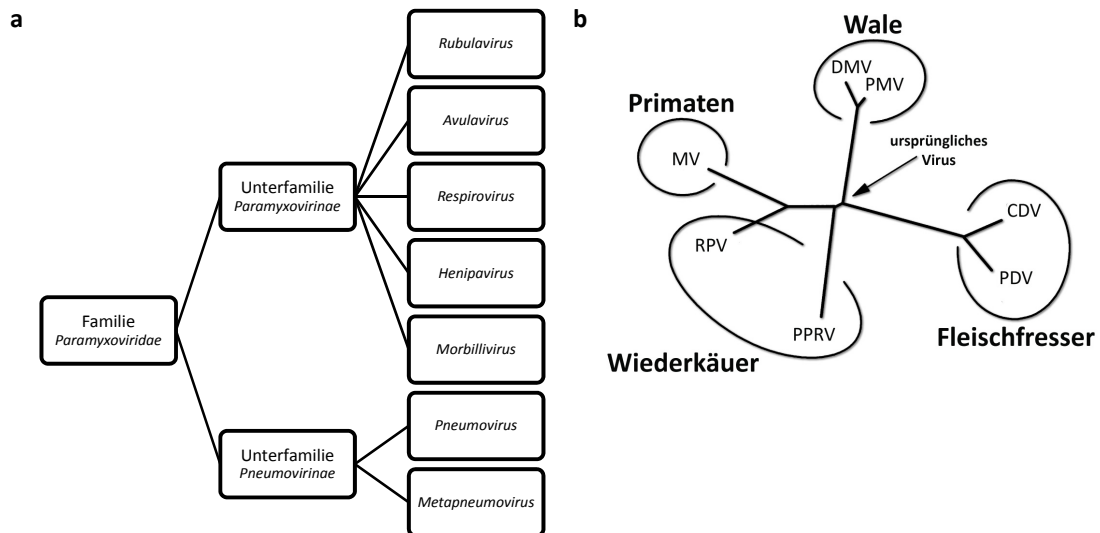 a
Rubulavirus
Avulavirus
Unterfamilie
Paramyxovirinae
Respirovirus
Henipavirus
Familie
Paramyxoviridae
Morbillivirus
Pneumovirus
Unterfamilie
Pneumovirinae
Metapneumovirus
b
Wale
DMV
PMV
Primaten
MV
ursprüngliches
Virus
CDV
RPV
PDV
PPRV
Fleischfresser
Wiederkäuer